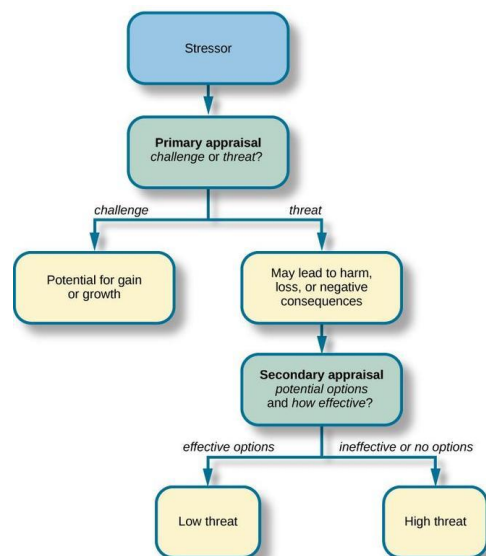 Stressor
Primary appraisal
challenge or threat?
challenge
threat
Potential for gain
or growth
May lead to harm,
loss, or negative
consequences
Secondary appraisal
potential options
and how effective?
effective options
ineffective or no options
Low threat
High threat